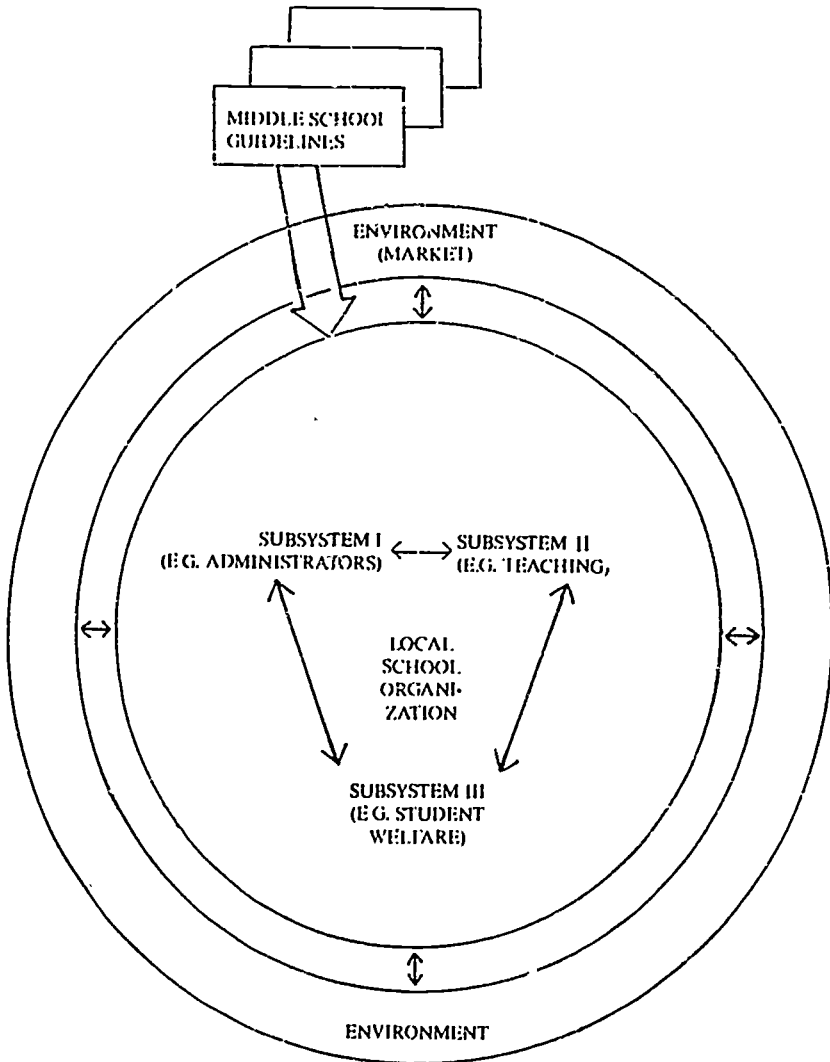 MIDDLE SCHOOL
GUIDELINES
ENVIRONMENT
(MARKET)
SUBSYSTEM I
(E.G. ADMINISTRATORS)
SUBSYSTEM II
(E.G. TEACHING,
LOCAL
SCHOOL
ORGANI-
ZATION
SUBSYSTEM III
(E.G. STUDENT
WELFARE)
ENVIRONMENT